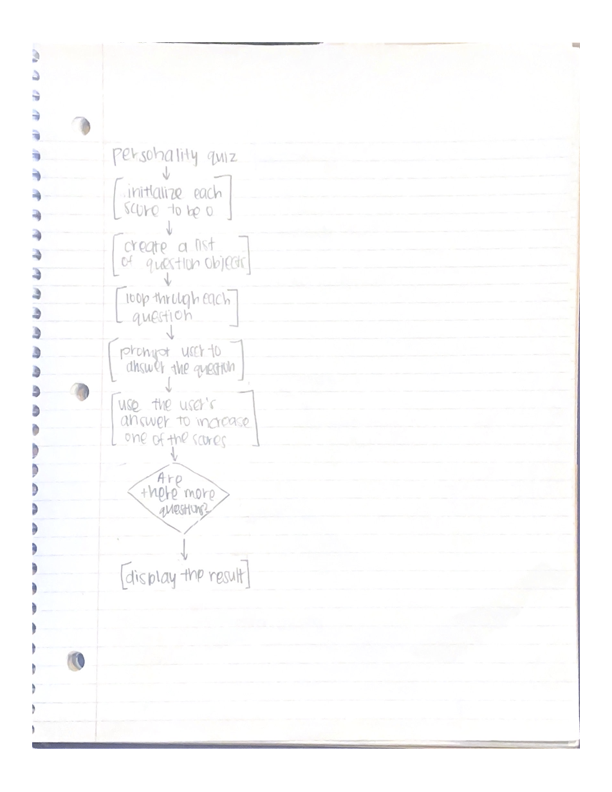 personality quiz
initialize each
score to be 0
create a list
of question objects
loop through each
question
prompt user to
answer the question
use the user's
answer to increase
one of the scores
Are
there more
questions?
display the result